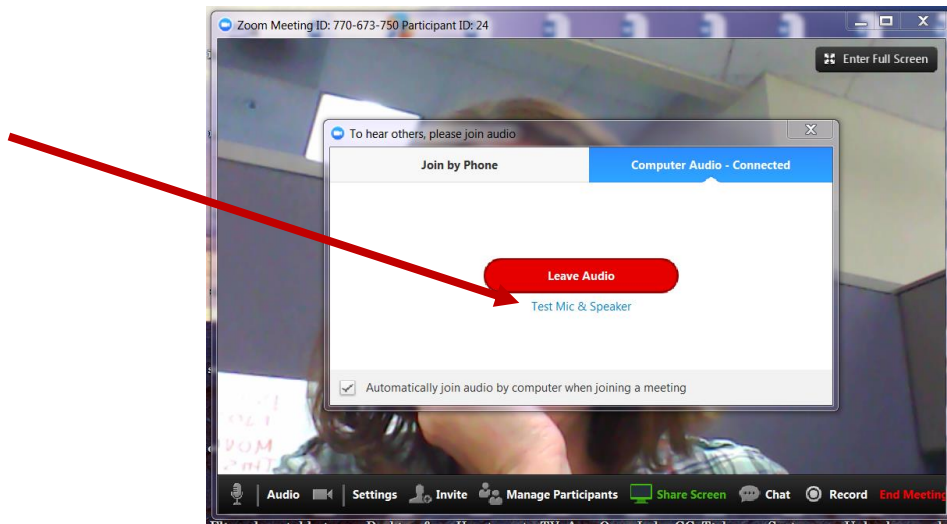 Zoom Meeting ID: 770-673-750 Participant ID: 24
Enter Full Screen
To hear others, please join audio
Join by Phone
Computer Audio - Connected
Leave Audio
Test Mic & Speaker
Automatically join audio by computer when joining a meeting
Audio Settings Invite Manage Participants Share Screen Chat Record End Meeting